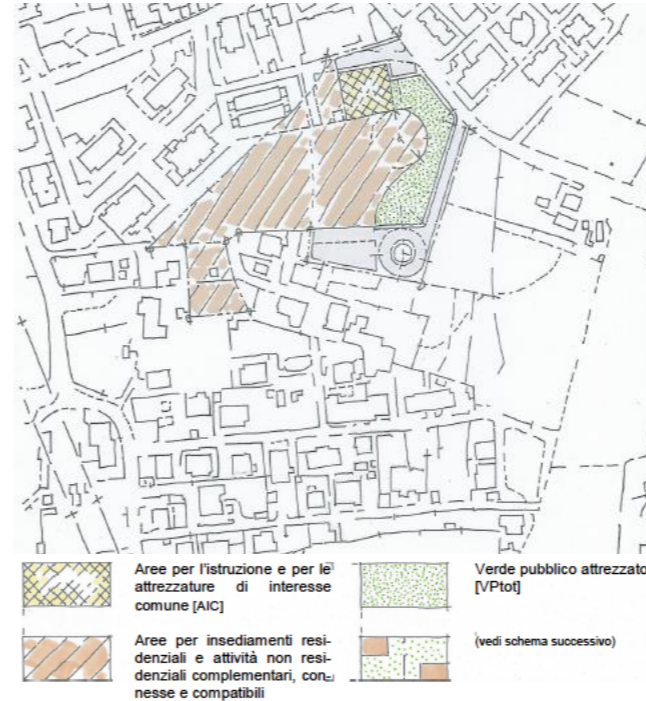 Aree per l'istruzione e per le
attrezzature di interesse
comune [AIC]
Verde pubblico attrezzato
[VPtot]
Aree per insediamenti resi-
denziali e attività non resi-
denziali complementari, con-
nesse e compatibili
(vedi schema successivo)